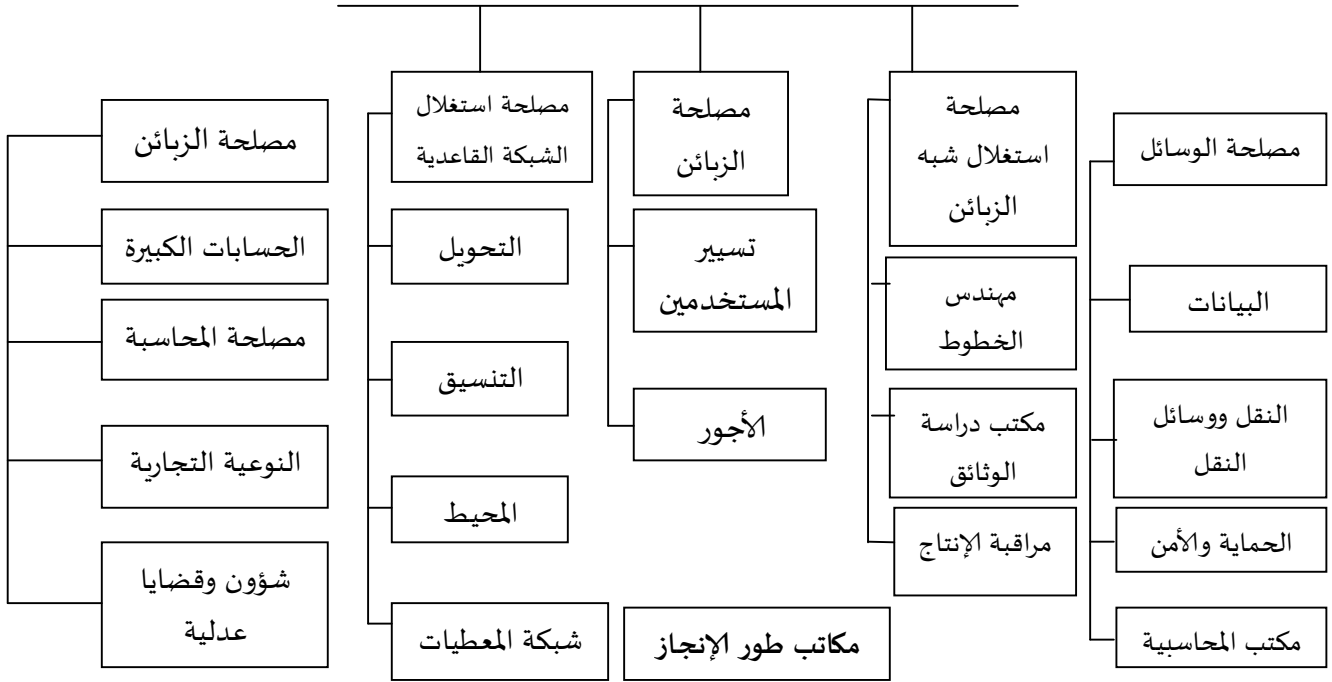 مصلحة الوسائل
البيانات
النقل ووسائل
النقل
الحماية والأمن
مكتب المحاسبية
مصلحة
استغلال شبه
الزبائن
مهندس
الخطوط
مكتب دراسة
الوثائق
مراقبة الإنتاج
مصلحة
الزبائن
تسيير
المستخدمين
الأجور
مكاتب طور الإنجاز
مصلحة استغلال
الشبكة القاعدية
التحويل
التنسيق
المحيط
شبكة المعطيات
مصلحة الزبائن
الحسابات الكبيرة
مصلحة المحاسبة
النوعية التجارية
شؤون وقضايا
عدلية